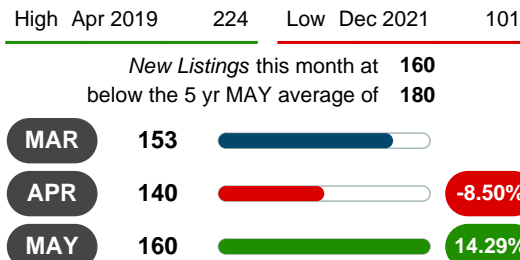 High Apr 2019 224 Low Dec 2021 101
New Listings this month at 160
below the 5 yr MAY average of 180
MAR 153
APR 140 -8.50%
MAY 160 14.29%